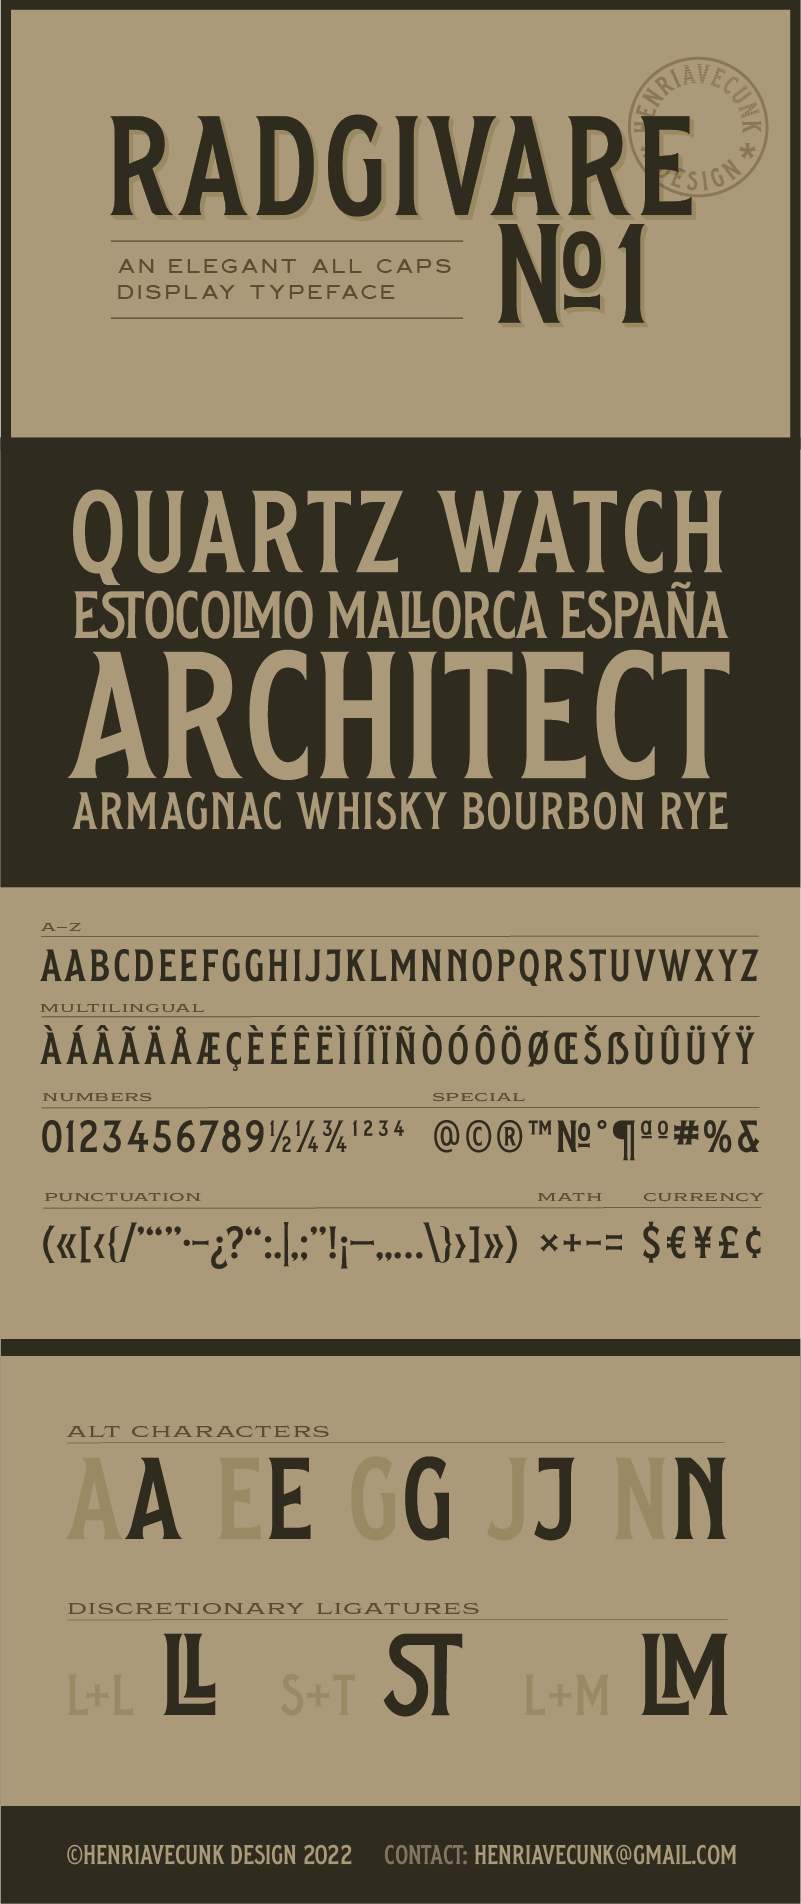 HENRIAVECUNK
* DESIGN *
RADGIVARE
Nº1
AN ELEGANT ALL CAPS
DISPLAY TYPEFACE
QUARTZ WATCH
ESTOCOLMO MALLORCA ESPAÑA
ARCHITECT
ARMAGNAC WHISKY BOURBON RYE
A–Z
AABCDEEFGGHIJJKLMNNOPQRSTUVWXYZ
MULTILINGUAL
ÀÁÂÃÄÅÆÇÈÉÊËÌÍÎÏÑÒÓÔÖØŒŠßÙÛÜÝŸ
NUMBERS
0123456789½¼¾¹²³⁴
SPECIAL
@©®™№°¶ªº#%&
PUNCTUATION
(«[‹{/’“”·–¿?“:.|,;”!¡—„,…\}›]»)
MATH
×+−=
CURRENCY
$€¥£¢
ALT CHARACTERS
AA EE GG JJ NN
DISCRETIONARY LIGATURES
L+L LL S+T ST L+M LM
©HENRIAVECUNK DESIGN 2022 CONTACT: HENRIAVECUNK@GMAIL.COM